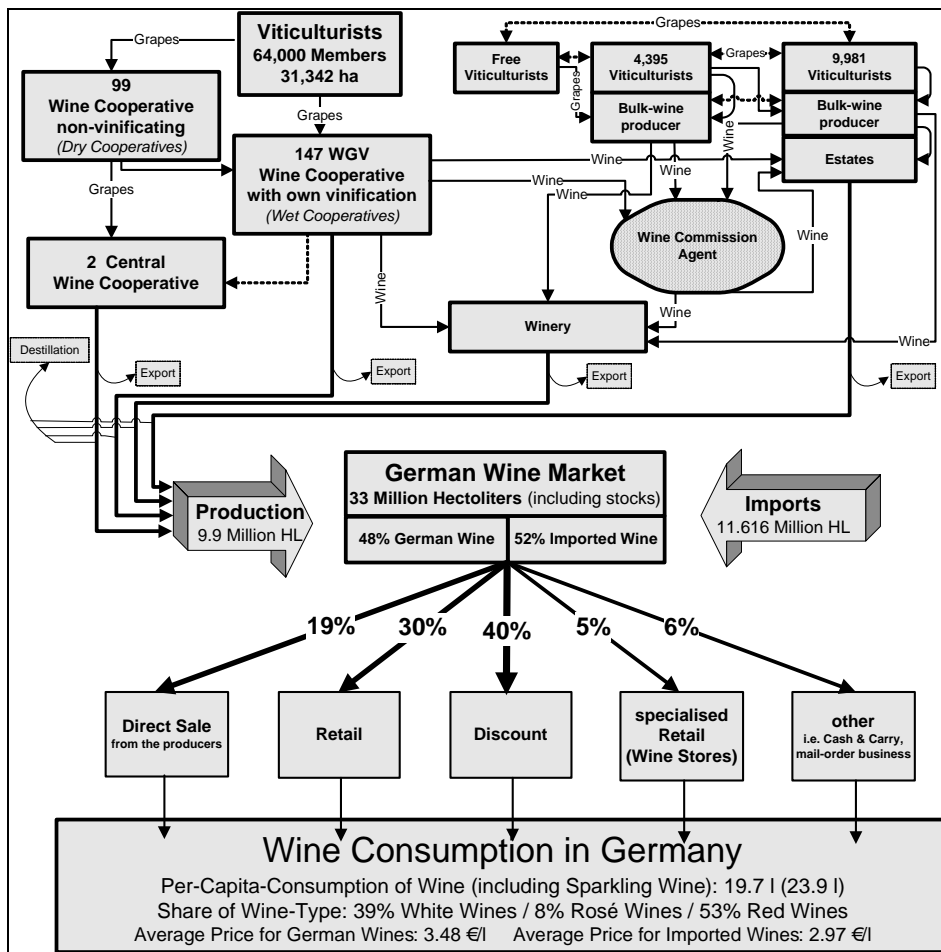 Viticulturists
64,000 Members
31,342 ha
Grapes
Grapes
99
Wine Cooperative
non-vinificating
(Dry Cooperatives)
Grapes
147 WGV
Wine Cooperative
with own vinification
(Wet Cooperatives)
2 Central
Wine Cooperative
Grapes
Free
Viticulturists
Grapes
4,395
Viticulturists
Bulk-wine
producer
Grapes
9,981
Viticulturists
Bulk-wine
producer
Estates
Wine
Wine
Wine
Wine
Wine
Wine Commission
Agent
Wine
Wine
Wine
Wine
Winery
Destillation
Export
Export
Export
Export
Production
9.9 Million HL
German Wine Market
33 Million Hectoliters (including stocks)
48% German Wine
52% Imported Wine
Imports
11.616 Million HL
19%
30%
40%
5%
6%
Direct Sale
from the producers
Retail
Discount
specialised
Retail
(Wine Stores)
other
i.e. Cash & Carry,
mail-order business
Wine Consumption in Germany
Per-Capita-Consumption of Wine (including Sparkling Wine): 19.7 l (23.9 l)
Share of Wine-Type: 39% White Wines / 8% Rosé Wines / 53% Red Wines
Average Price for German Wines: 3.48 €/l Average Price for Imported Wines: 2.97 €/l